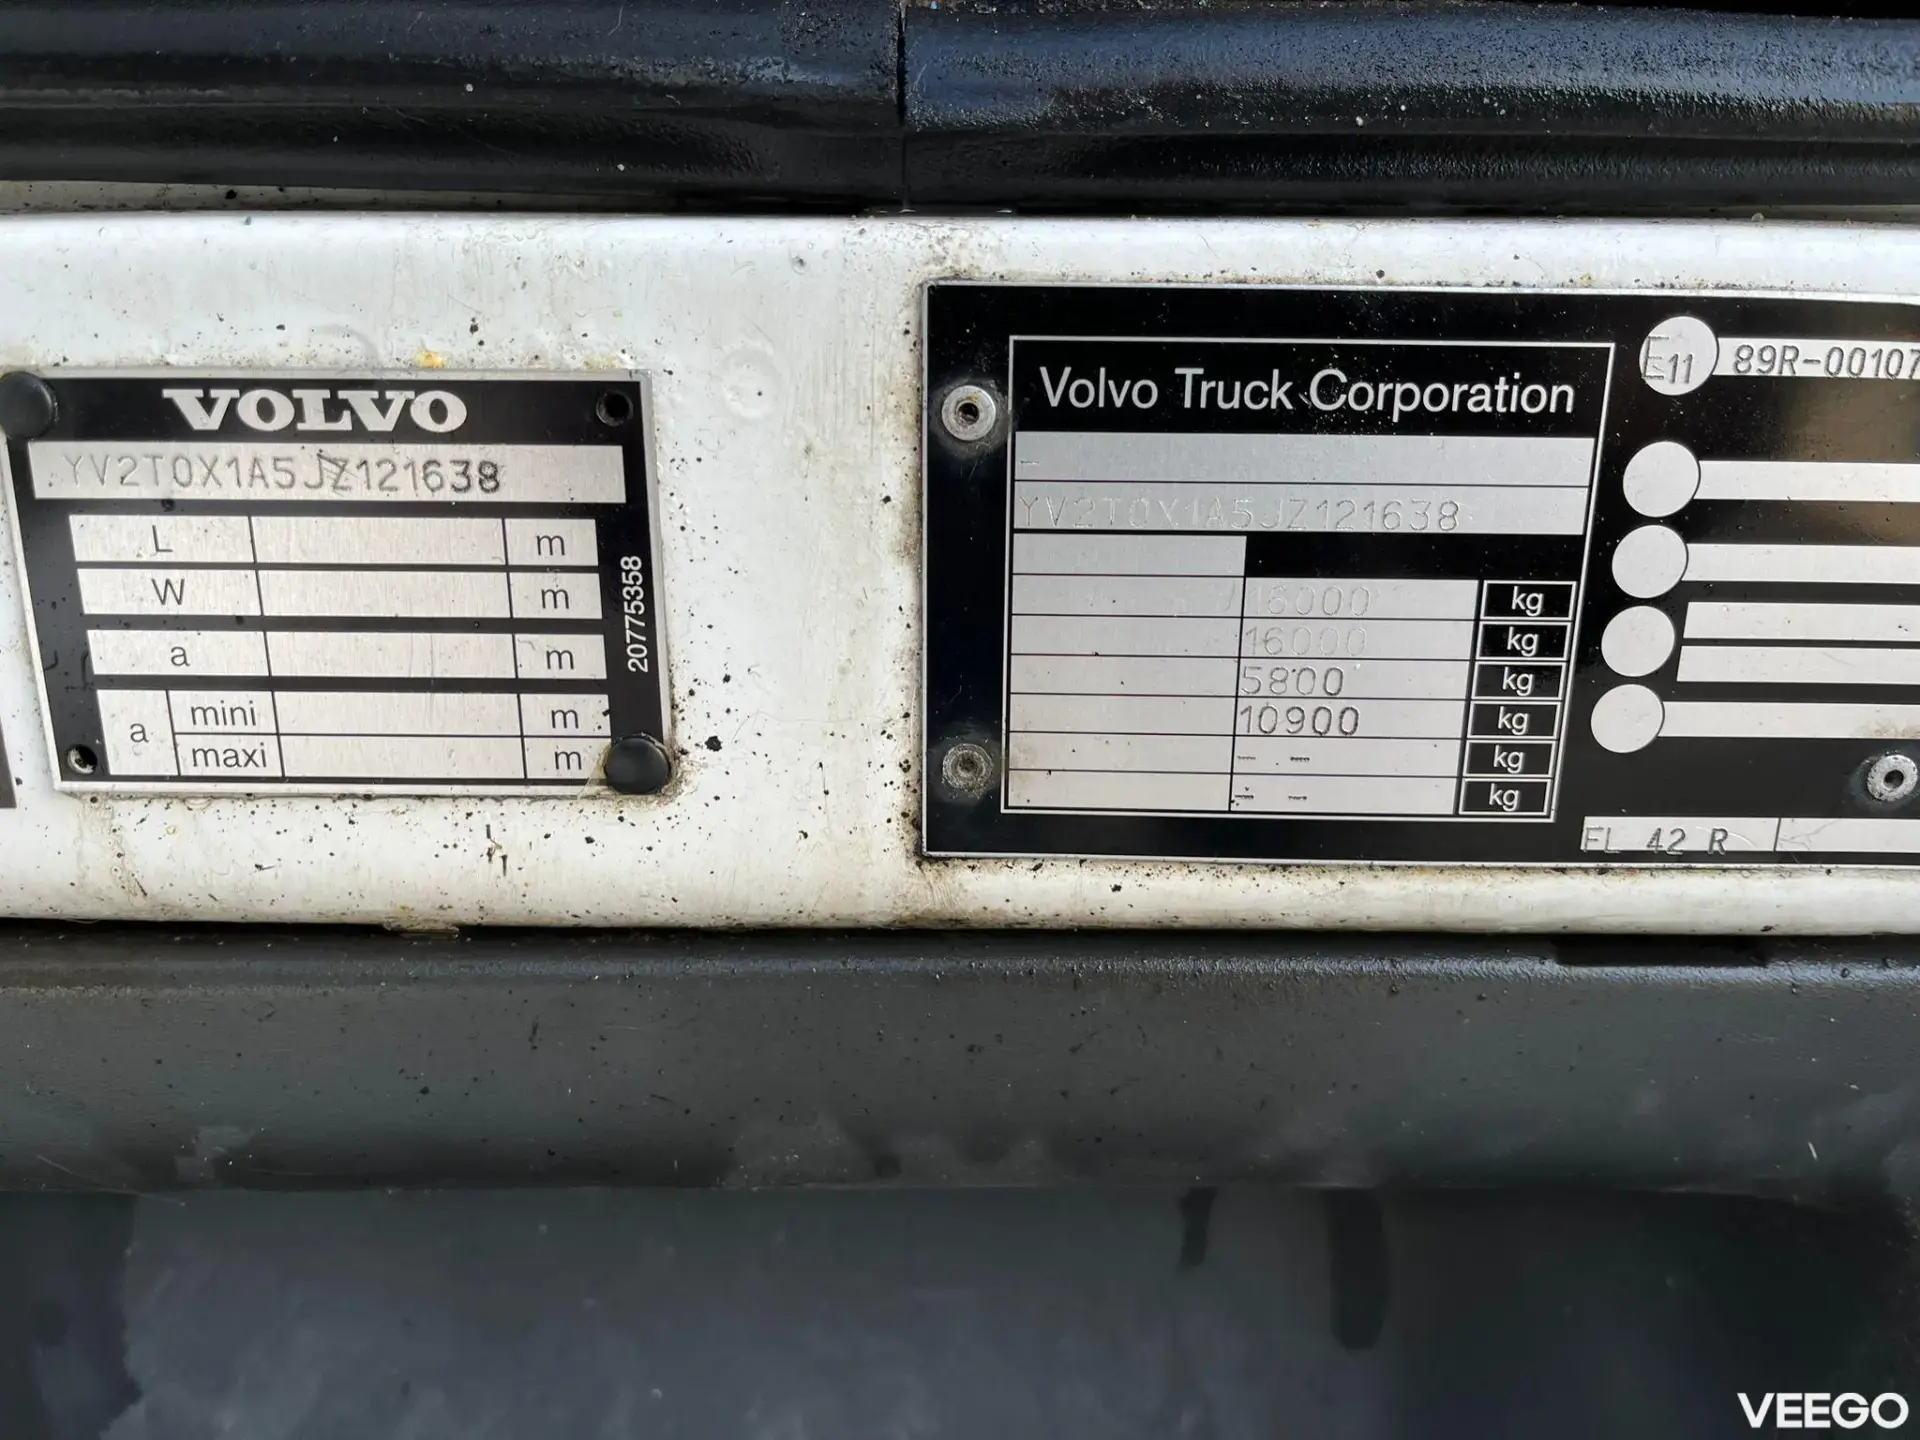 VOLVO
YV2T0X1A5JZ121638
L m
W m
a m
a mini m
maxi m
20775358
Volvo Truck Corporation
-
YV2T0X1A5JZ121638
16000 kg
16000 kg
5800 kg
10900 kg
kg
kg
E11 89R-00107
FL 42 R
VEEGO